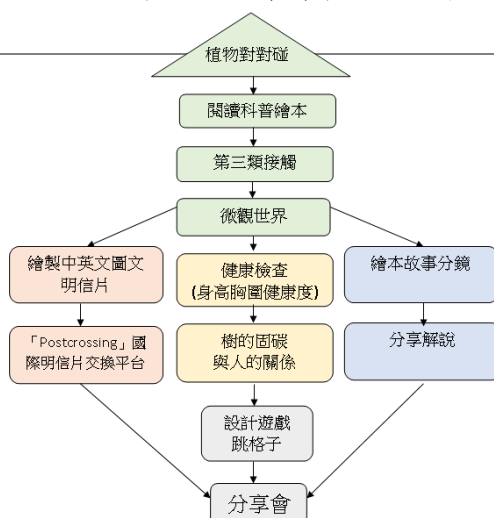 植物對對碰
閱讀科普繪本
第三類接觸
微觀世界
繪製中英文圖文
明信片
健康檢查
(身高胸圍健康度)
繪本故事分鏡
「Postcrossing」國
際明信片交換平台
樹的固碳
與人的關係
分享解說
設計遊戲
跳格子
分享會